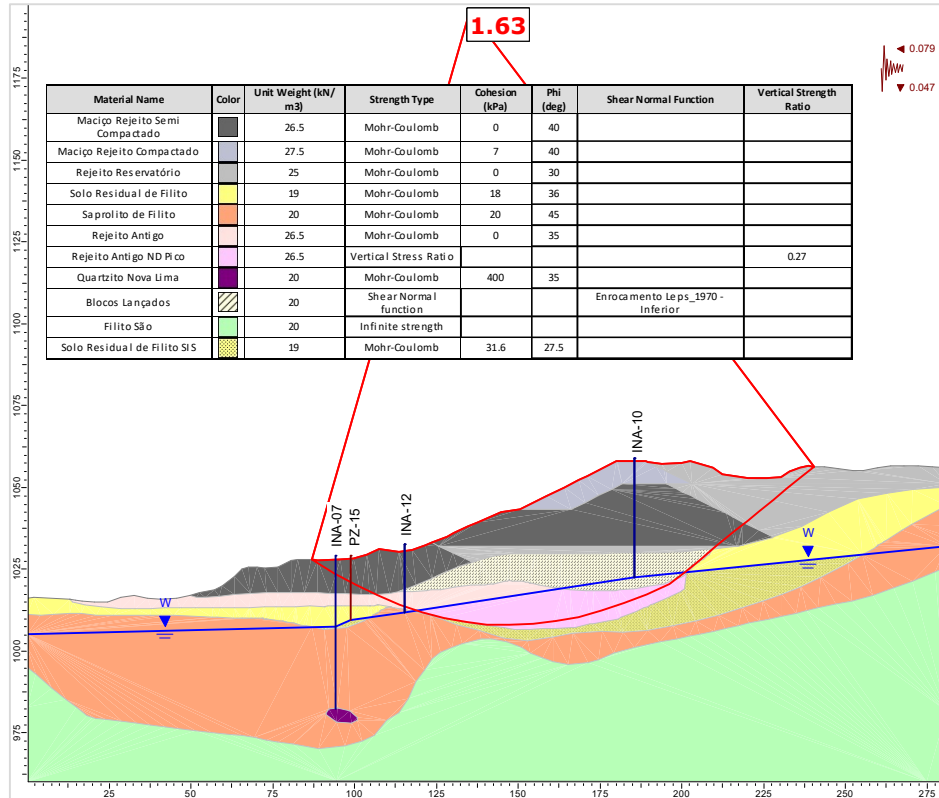 1.63
0.079
0.047
Material Name Color Unit Weight (kN/ m3) Strength Type Cohesion (kPa) Phi (deg) Shear Normal Function Vertical Strength Ratio
Maciço Rejeito Semi Compactado 26.5 Mohr-Coulomb 0 40
Maciço Rejeito Compactado 27.5 Mohr-Coulomb 7 40
Rejeito Reservatório 25 Mohr-Coulomb 0 30
Solo Residual de Filito 19 Mohr-Coulomb 18 36
Saprolito de Filito 20 Mohr-Coulomb 20 45
Rejeito Antigo 26.5 Mohr-Coulomb 0 35
Rejeito Antigo ND Pico 26.5 Vertical Stress Ratio 0.27
Quartzito Nova Lima 20 Mohr-Coulomb 400 35
Blocos Lançados 20 Shear Normal function Enrocamento Leps_1970 - Inferior
Filito São 20 Infinite strength
Solo Residual de Filito SIS 19 Mohr-Coulomb 31.6 27.5
1175
1150
1125
1100
1075
1050
1025
1000
975
INA-07
PZ-15
INA-12
INA-10
W
W
25 50 75 100 125 150 175 200 225 250 275